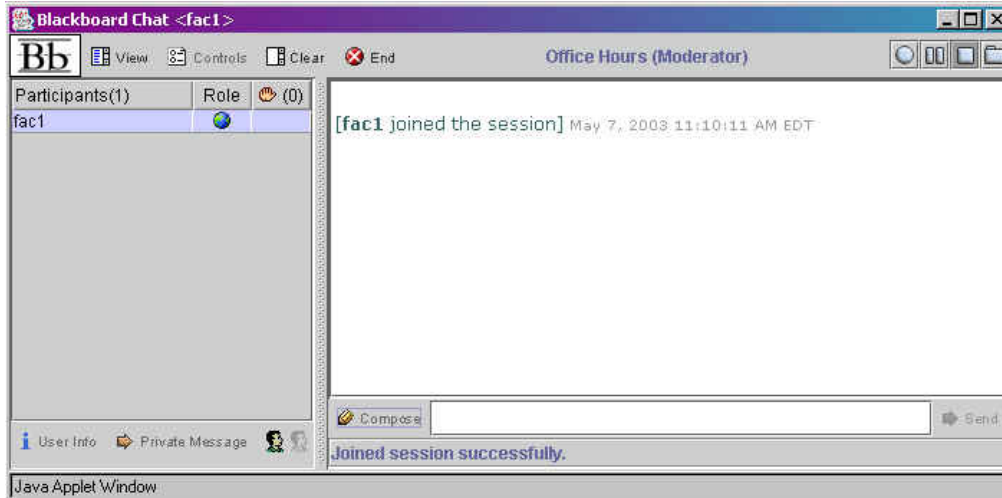 Blackboard Chat <fac1>
Bb View Controls Clear End Office Hours (Moderator)
Participants(1) Role (0)
fac1
[fac1 joined the session] May 7, 2003 11:10:11 AM EDT
Compose Send
User Info Private Message
Joined session successfully.
Java Applet Window